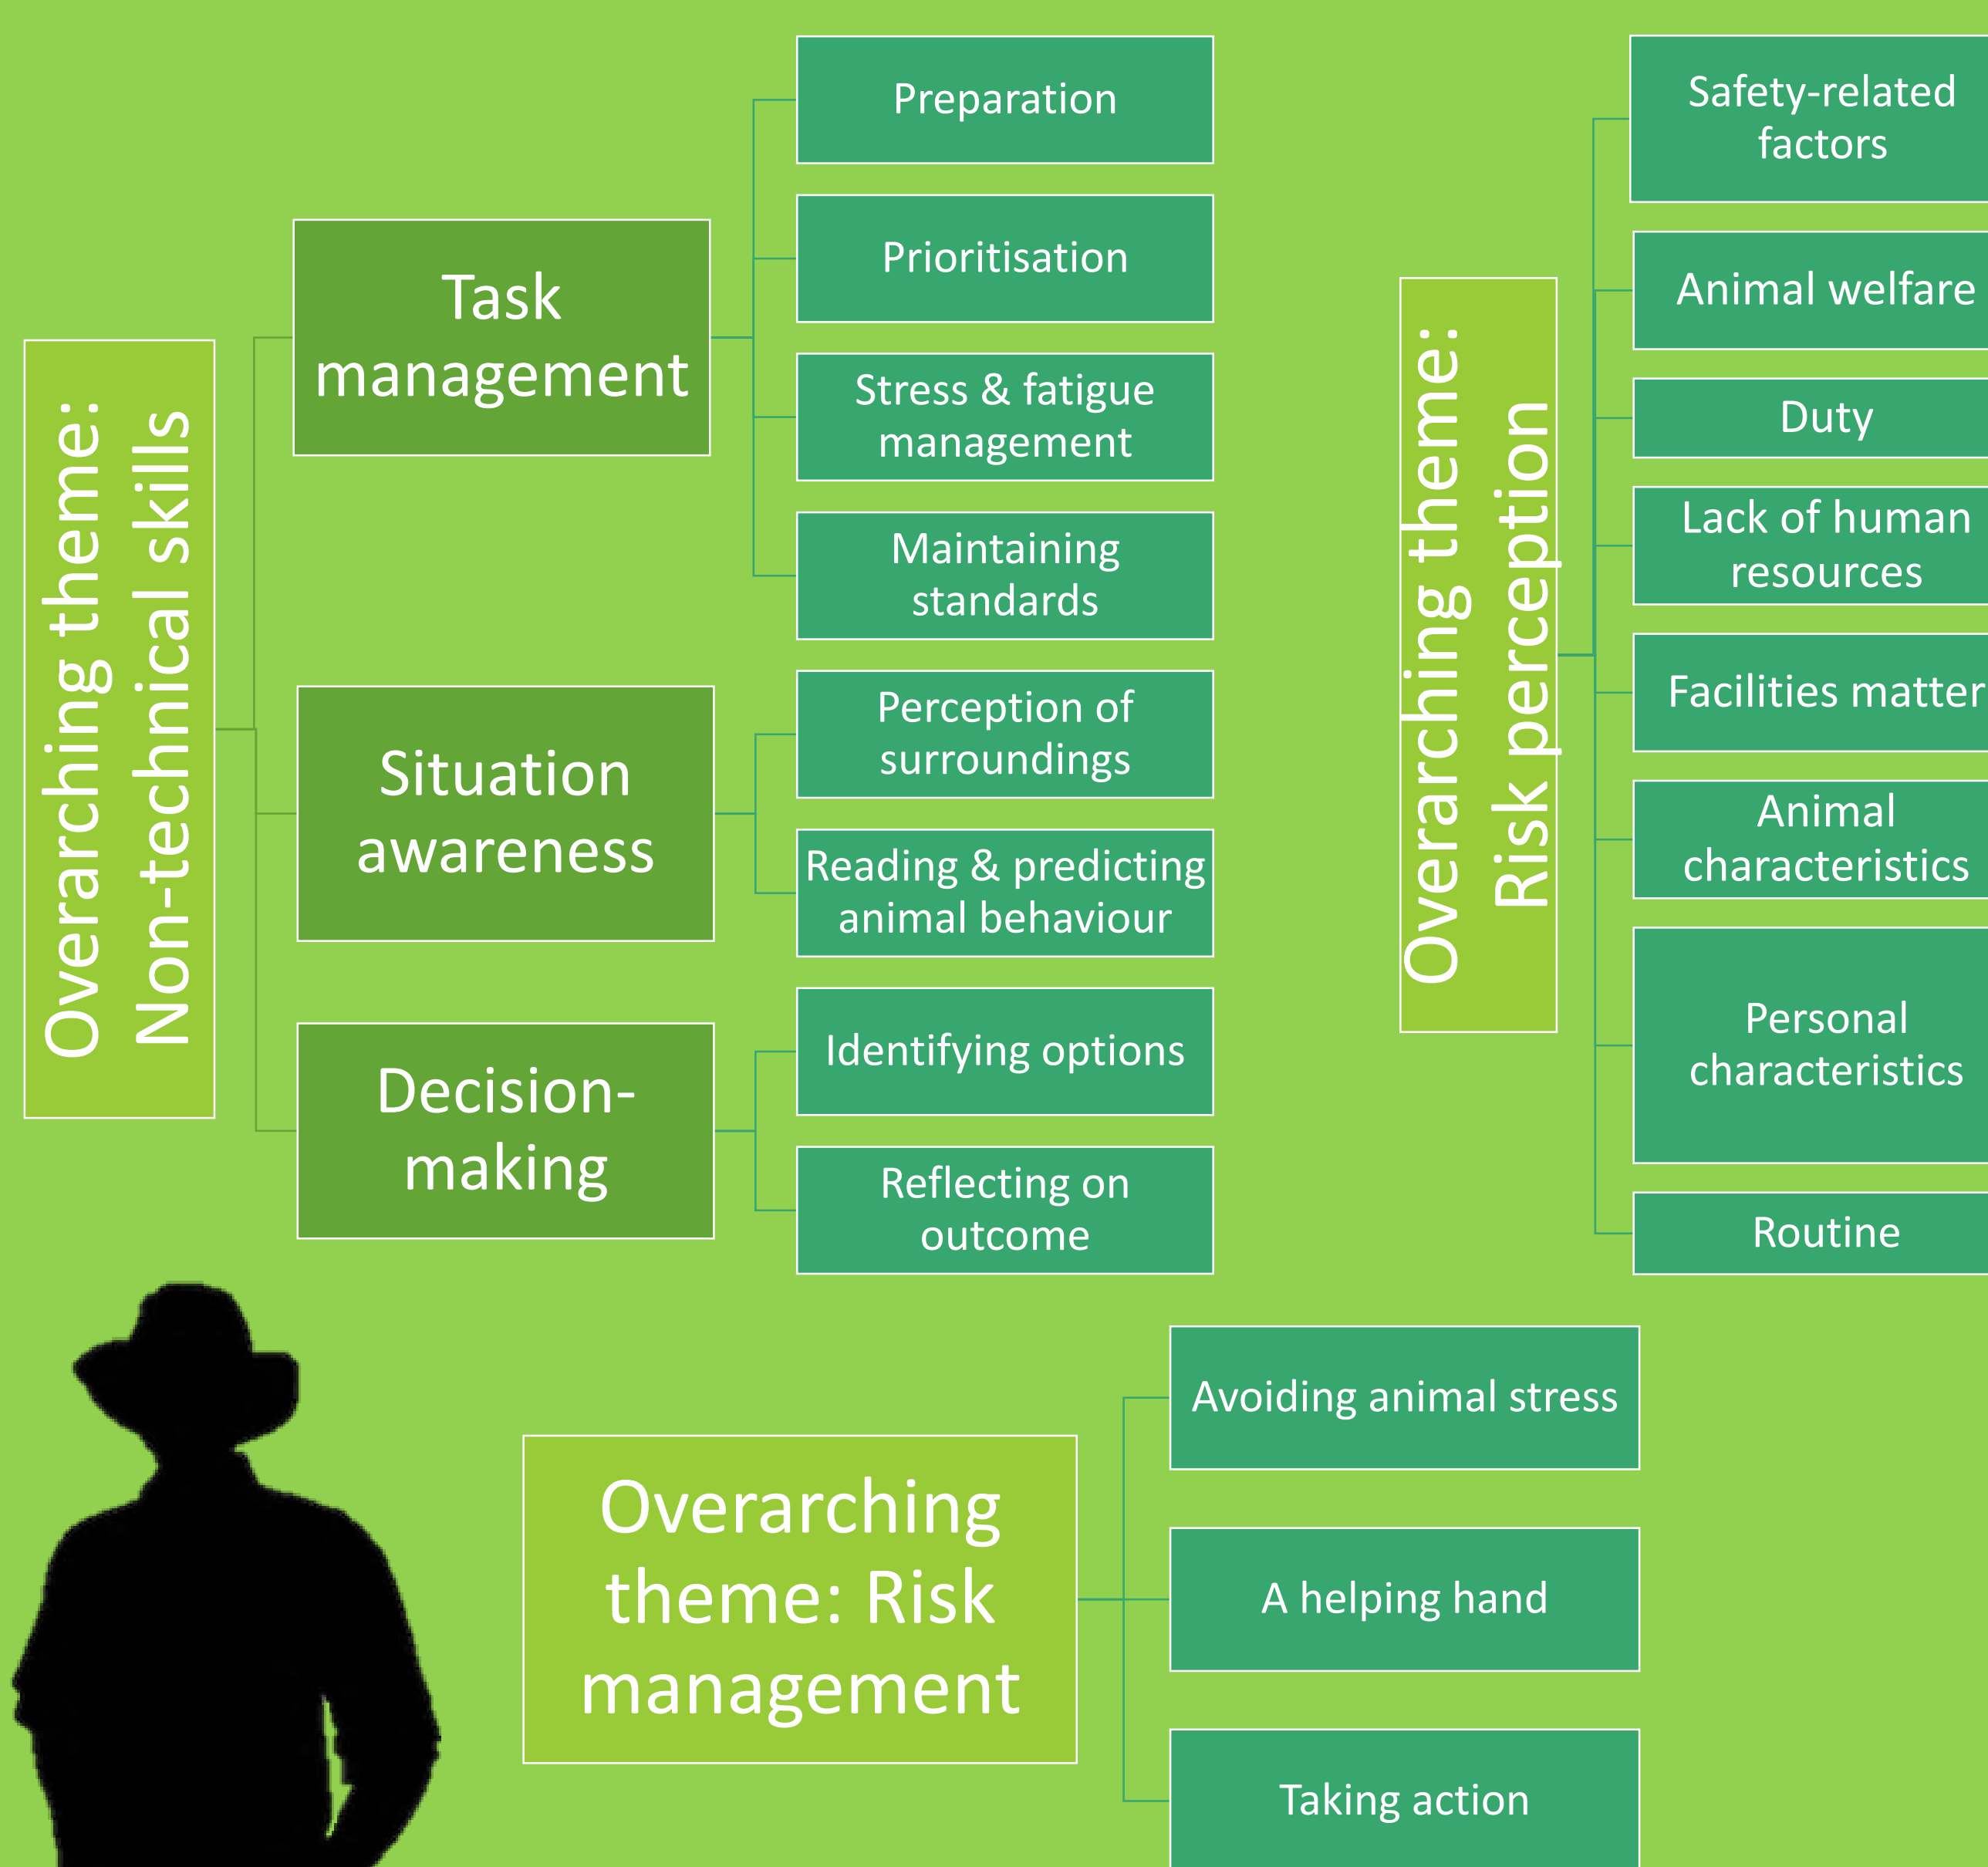 Overarching theme:
Non-technical skills
Task
management
Preparation
Prioritisation
Stress & fatigue
management
Maintaining
standards
Situation
awareness
Perception of
surroundings
Reading & predicting
animal behaviour
Decision-
making
Identifying options
Reflecting on
outcome
Overarching theme:
Risk perception
Safety-related
factors
Animal welfare
Duty
Lack of human
resources
Facilities matter
Animal
characteristics
Personal
characteristics
Routine
Overarching
theme: Risk
management
Avoiding animal stress
A helping hand
Taking action